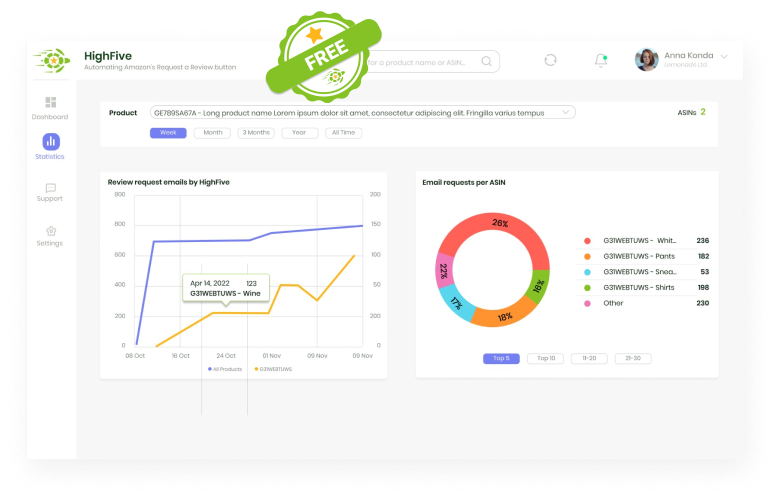 HighFive
Automating Amazon's Request a Review button
FREE
for a product name or ASIN...
Anna Konda
Lemonade Ltd.
Dashboard
Statistics
Support
Settings
Product
GE789SA67A - Long product name Lorem ipsum dolor sit amet, consectetur adipiscing elit. Fringilla varius tempus
ASINs 2
Week
Month
3 Months
Year
All Time
Review request emails by HighFive
800
800
600
400
200
0
200
150
100
50
200
0
Apr 14, 2022 123
G31WEBTUWS - Wine
08 Oct
16 Oct
24 Oct
01 Nov
09 Nov
09 Nov
All Products
G31WEBTUWS
Email requests per ASIN
26%
16%
18%
17%
22%
G31WEBTUWS - Whit... 236
G31WEBTUWS - Pants 182
G31WEBTUWS - Snea... 53
G31WEBTUWS - Shirts 198
Other 230
Top 5
Top 10
11-20
21-30